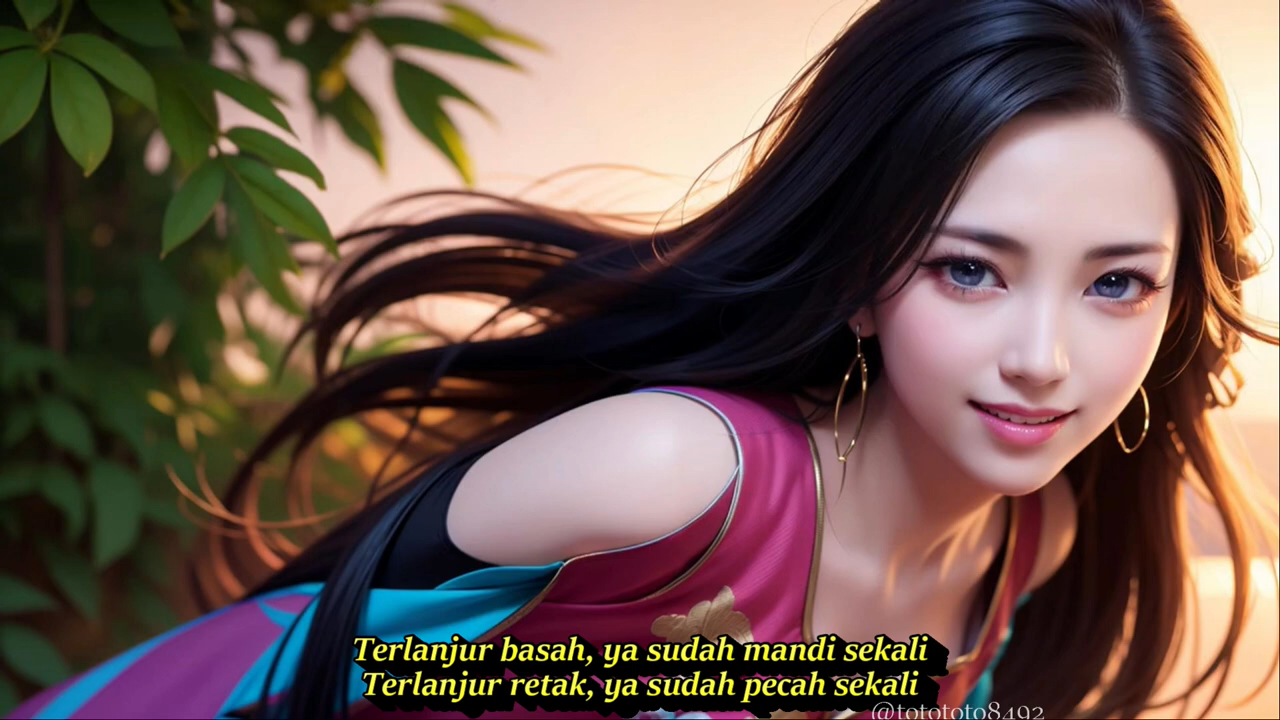 Terlanjur basah, ya sudah mandi sekali
Terlanjur retak, ya sudah pecah sekali
@totototo8492